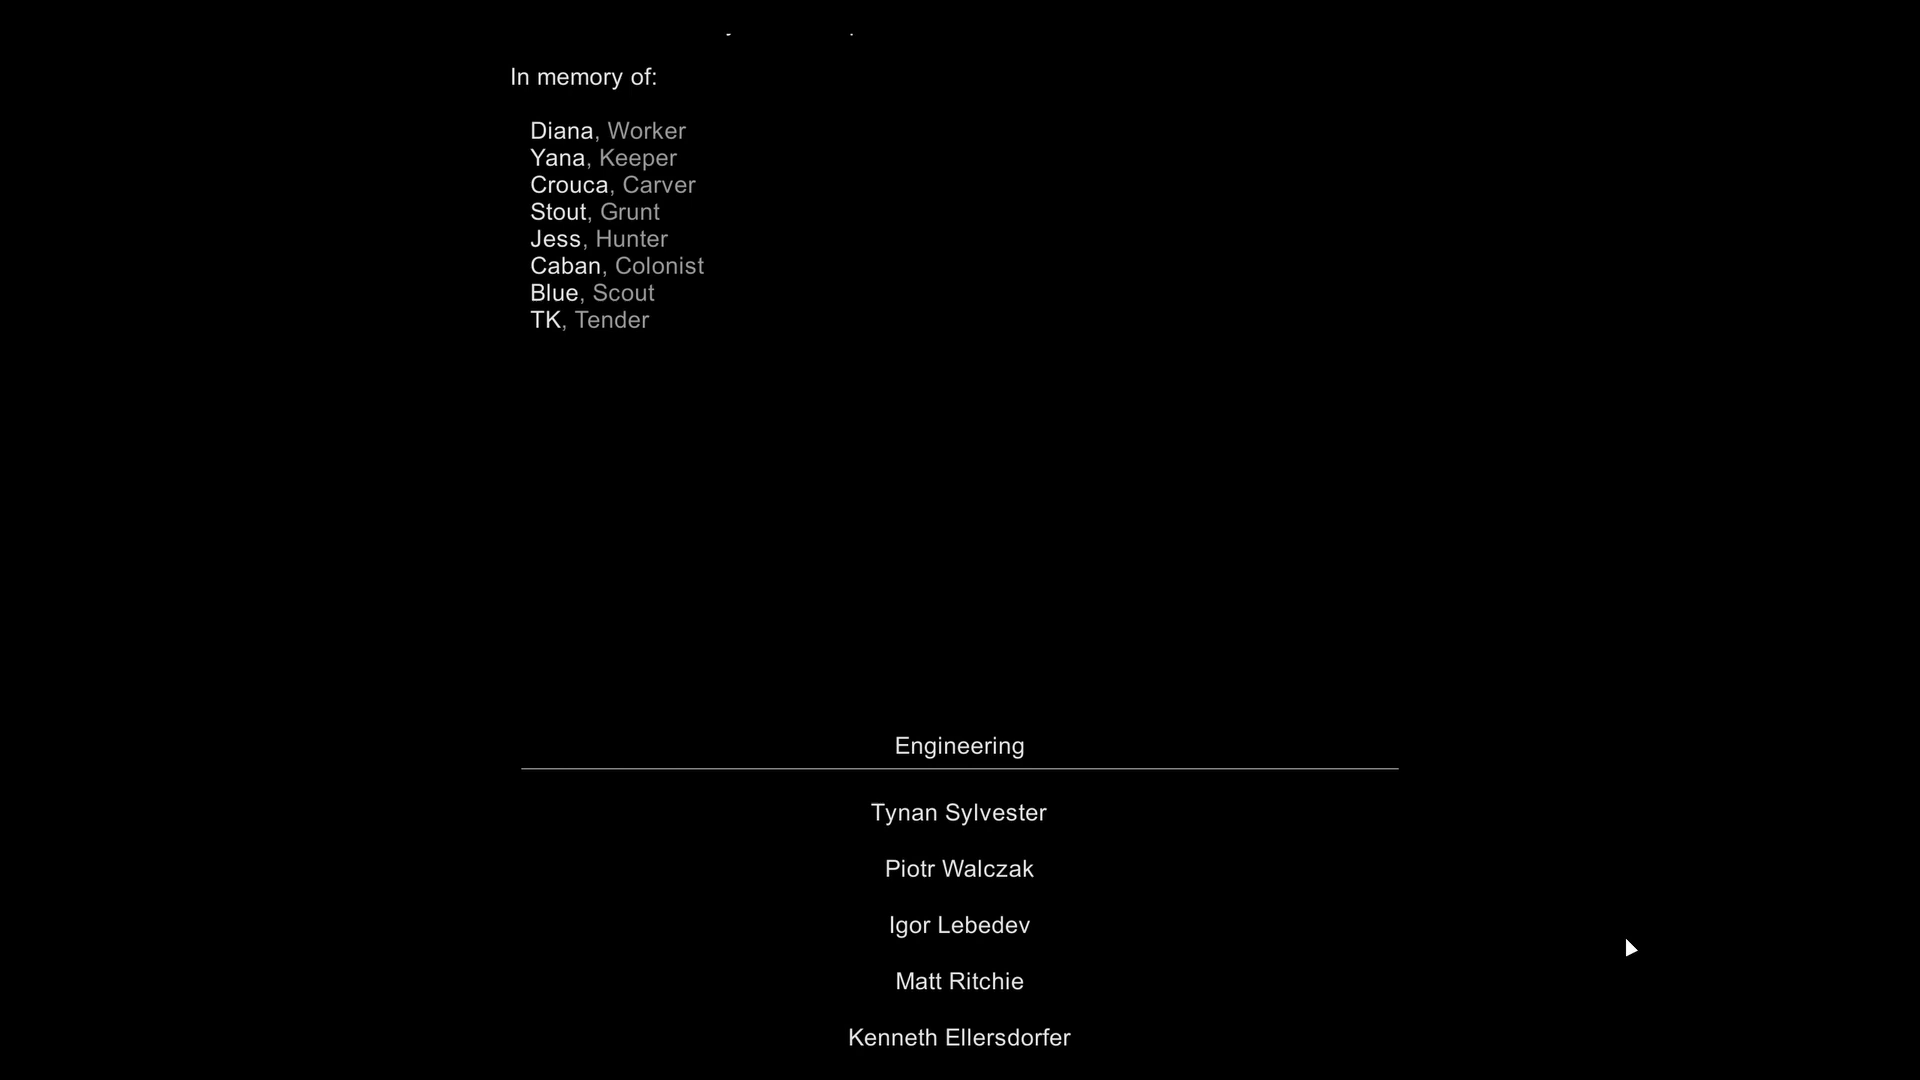 In memory of:
Diana, Worker
Yana, Keeper
Crouca, Carver
Stout, Grunt
Jess, Hunter
Caban, Colonist
Blue, Scout
TK, Tender
Engineering
Tynan Sylvester
Piotr Walczak
Igor Lebedev
Matt Ritchie
Kenneth Ellersdorfer